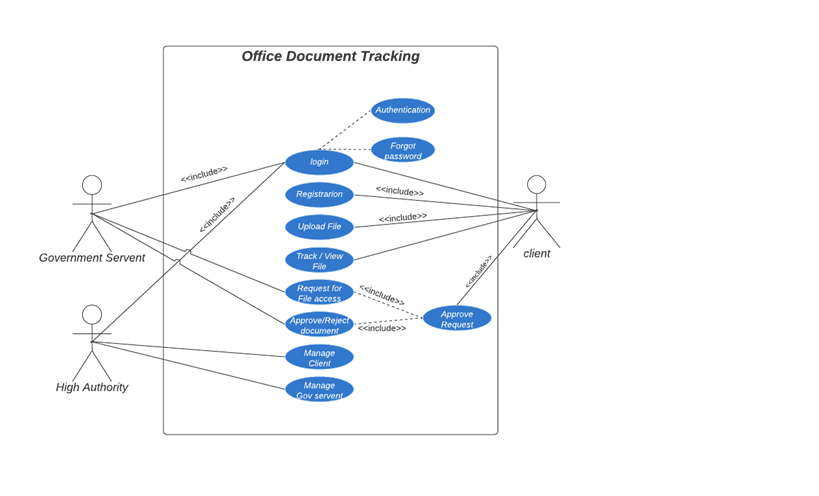 Office Document Tracking
Authentication
Forgot
password
<<include>>
login
<<include>>
Registrarion
<<include>>
<<include>>
Upload File
Government Servent
Track / View
File
client
<<include>>
Request for
File access
<<include>>
Approve/Reject
document
<<include>>
Approve
Request
Manage
Client
High Authority
Manage
Gov servent